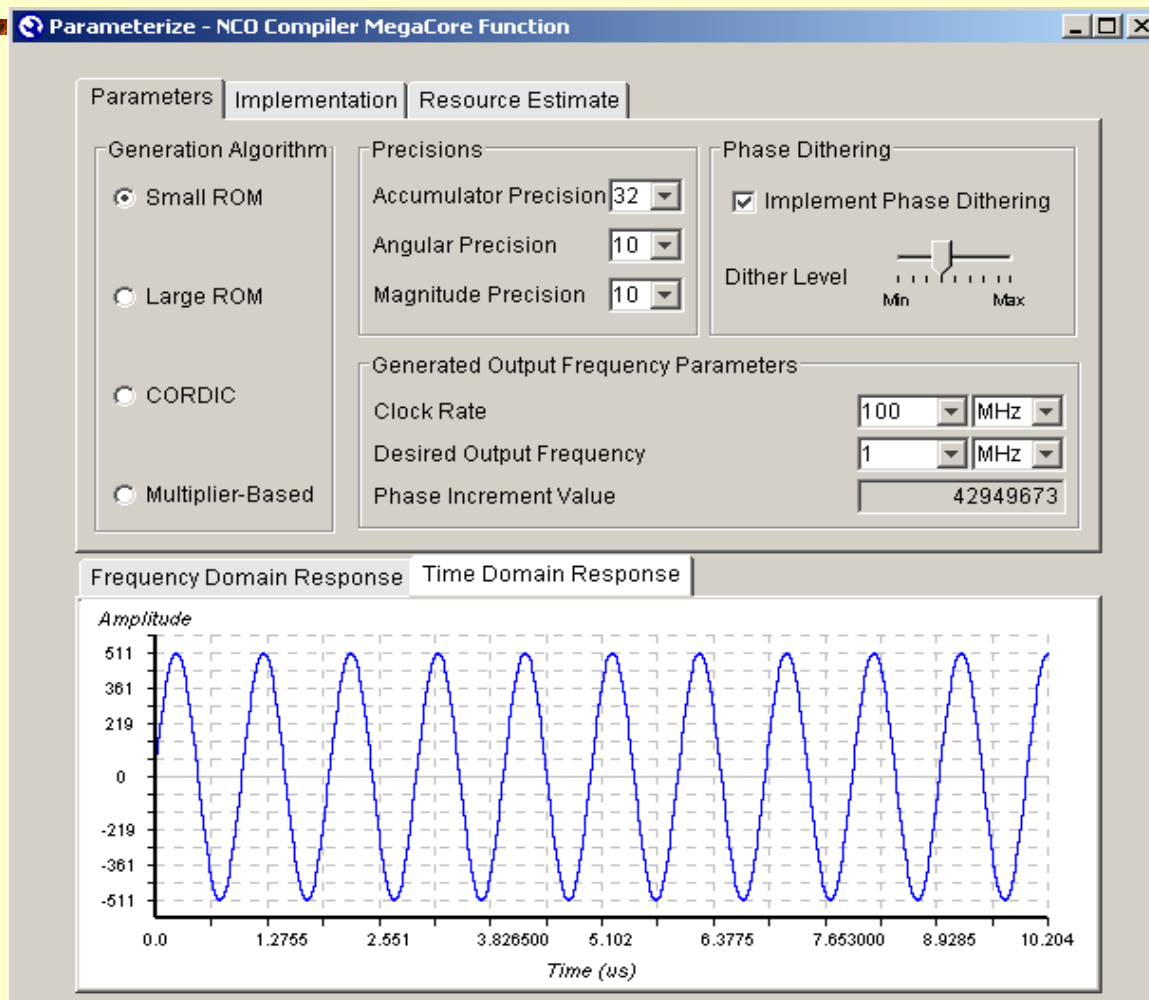 Parameterize - NCO Compiler MegaCore Function
Parameters Implementation Resource Estimate
Generation Algorithm
Small ROM
Large ROM
CORDIC
Multiplier-Based
Precisions
Accumulator Precision 32
Angular Precision 10
Magnitude Precision 10
Phase Dithering
Implement Phase Dithering
Dither Level
Min Max
Generated Output Frequency Parameters
Clock Rate 100 MHz
Desired Output Frequency 1 MHz
Phase Increment Value 42949673
Frequency Domain Response Time Domain Response
Amplitude
511
361
219
0
-219
-361
-511
0.0 1.2755 2.551 3.826500 5.102 6.3775 7.653000 8.9285 10.204
Time (us)